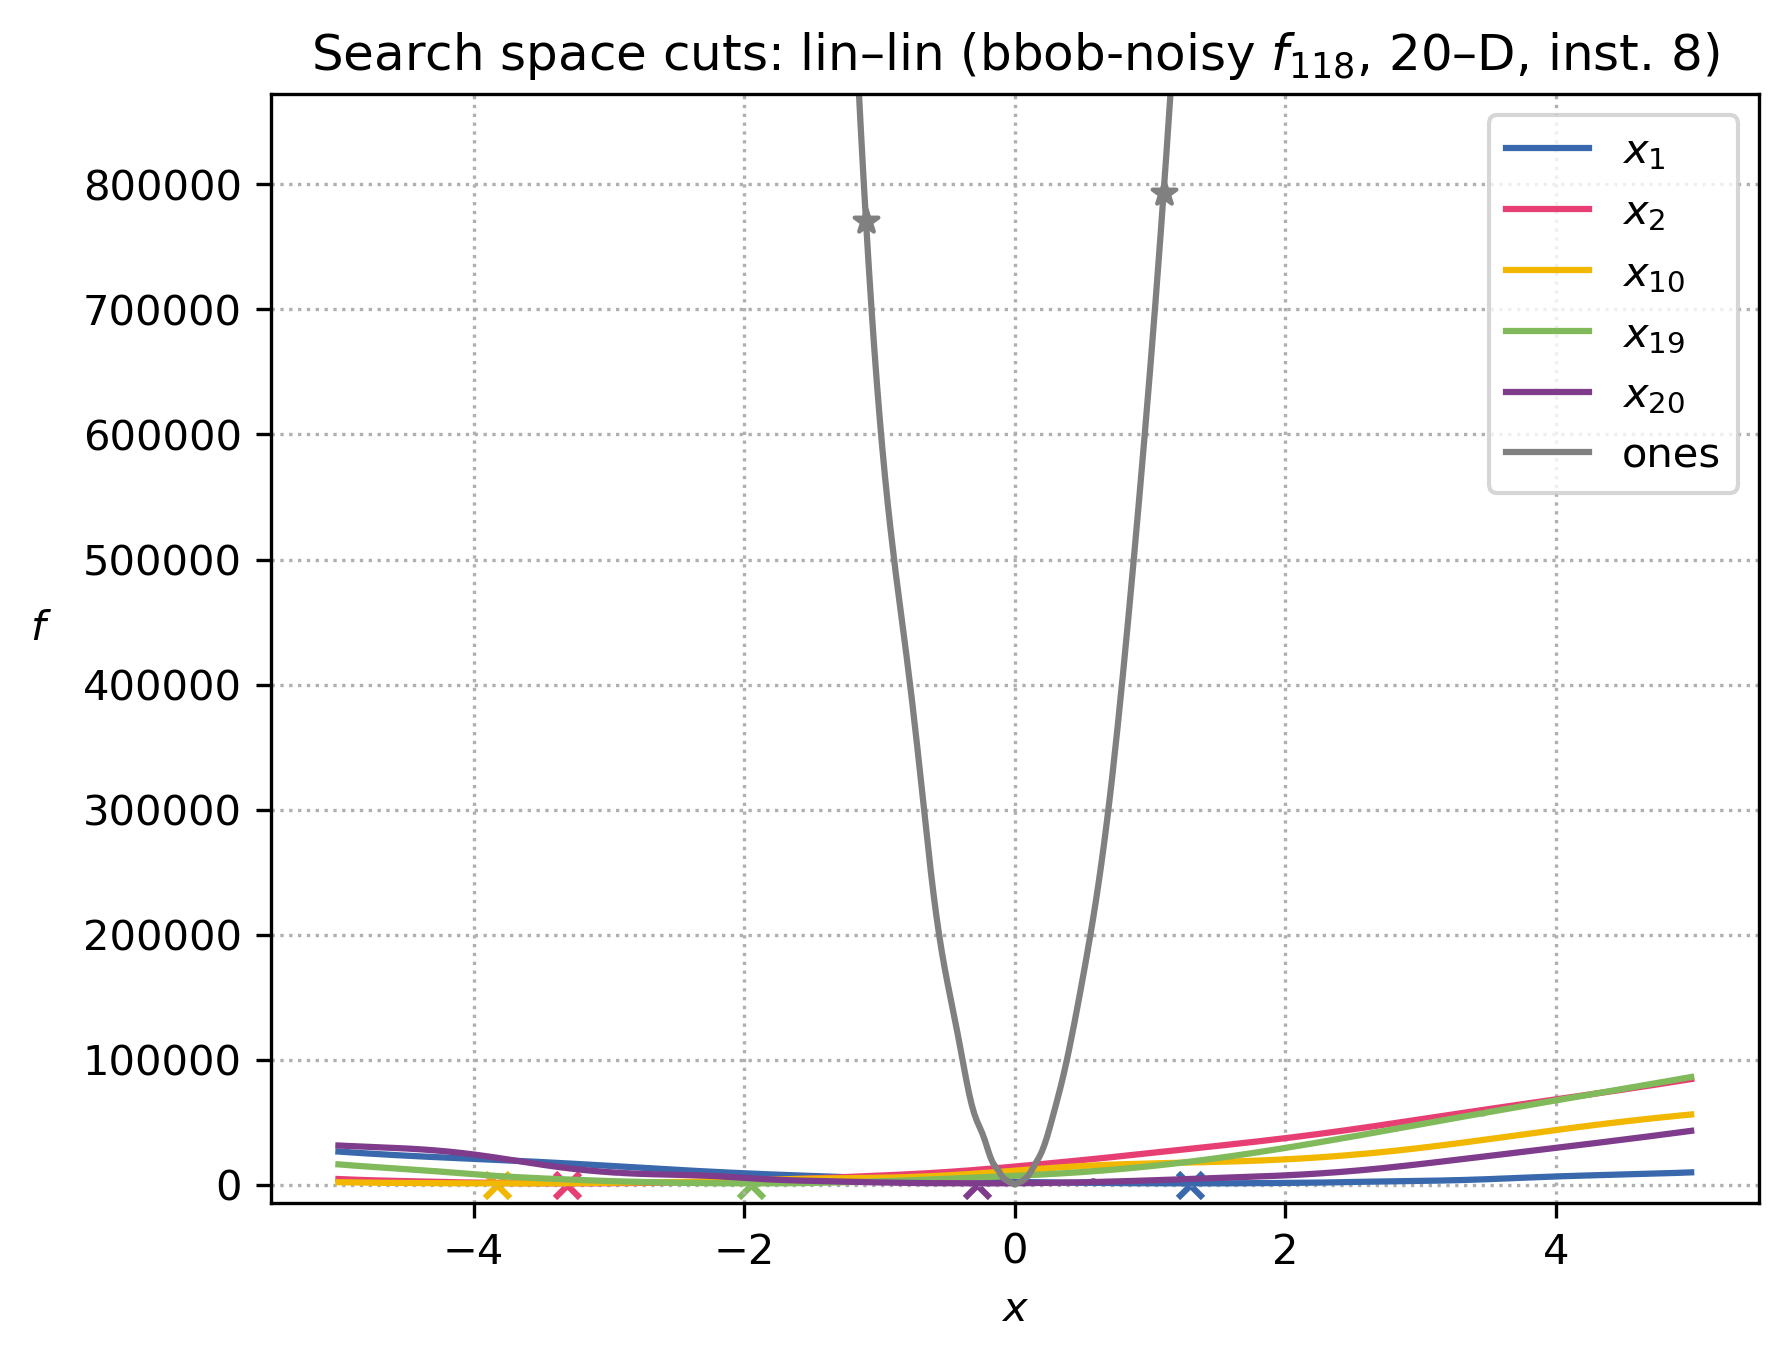 Search space cuts: lin–lin (bbob-noisy f₁₁₈, 20–D, inst. 8)
800000
700000
600000
500000
400000
300000
200000
100000
0
f
−4
−2
0
2
4
x
x₁
x₂
x₁₀
x₁₉
x₂₀
ones